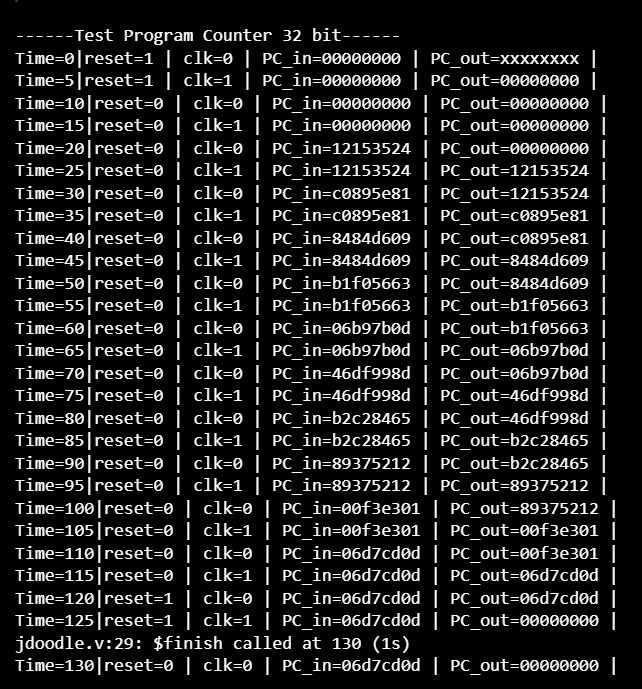 ------Test Program Counter 32 bit------
Time=0|reset=1 | clk=0 | PC_in=00000000 | PC_out=xxxxxxxx |
Time=5|reset=1 | clk=1 | PC_in=00000000 | PC_out=00000000 |
Time=10|reset=0 | clk=0 | PC_in=00000000 | PC_out=00000000 |
Time=15|reset=0 | clk=1 | PC_in=00000000 | PC_out=00000000 |
Time=20|reset=0 | clk=0 | PC_in=12153524 | PC_out=00000000 |
Time=25|reset=0 | clk=1 | PC_in=12153524 | PC_out=12153524 |
Time=30|reset=0 | clk=0 | PC_in=c0895e81 | PC_out=12153524 |
Time=35|reset=0 | clk=1 | PC_in=c0895e81 | PC_out=c0895e81 |
Time=40|reset=0 | clk=0 | PC_in=8484d609 | PC_out=c0895e81 |
Time=45|reset=0 | clk=1 | PC_in=8484d609 | PC_out=8484d609 |
Time=50|reset=0 | clk=0 | PC_in=b1f05663 | PC_out=8484d609 |
Time=55|reset=0 | clk=1 | PC_in=b1f05663 | PC_out=b1f05663 |
Time=60|reset=0 | clk=0 | PC_in=06b97b0d | PC_out=b1f05663 |
Time=65|reset=0 | clk=1 | PC_in=06b97b0d | PC_out=06b97b0d |
Time=70|reset=0 | clk=0 | PC_in=46df998d | PC_out=06b97b0d |
Time=75|reset=0 | clk=1 | PC_in=46df998d | PC_out=46df998d |
Time=80|reset=0 | clk=0 | PC_in=b2c28465 | PC_out=46df998d |
Time=85|reset=0 | clk=1 | PC_in=b2c28465 | PC_out=b2c28465 |
Time=90|reset=0 | clk=0 | PC_in=89375212 | PC_out=b2c28465 |
Time=95|reset=0 | clk=1 | PC_in=89375212 | PC_out=89375212 |
Time=100|reset=0 | clk=0 | PC_in=00f3e301 | PC_out=89375212 |
Time=105|reset=0 | clk=1 | PC_in=00f3e301 | PC_out=00f3e301 |
Time=110|reset=0 | clk=0 | PC_in=06d7cd0d | PC_out=00f3e301 |
Time=115|reset=0 | clk=1 | PC_in=06d7cd0d | PC_out=06d7cd0d |
Time=120|reset=1 | clk=0 | PC_in=06d7cd0d | PC_out=06d7cd0d |
Time=125|reset=1 | clk=1 | PC_in=06d7cd0d | PC_out=00000000 |
jdoodle.v:29: $finish called at 130 (1s)
Time=130|reset=0 | clk=0 | PC_in=06d7cd0d | PC_out=00000000 |